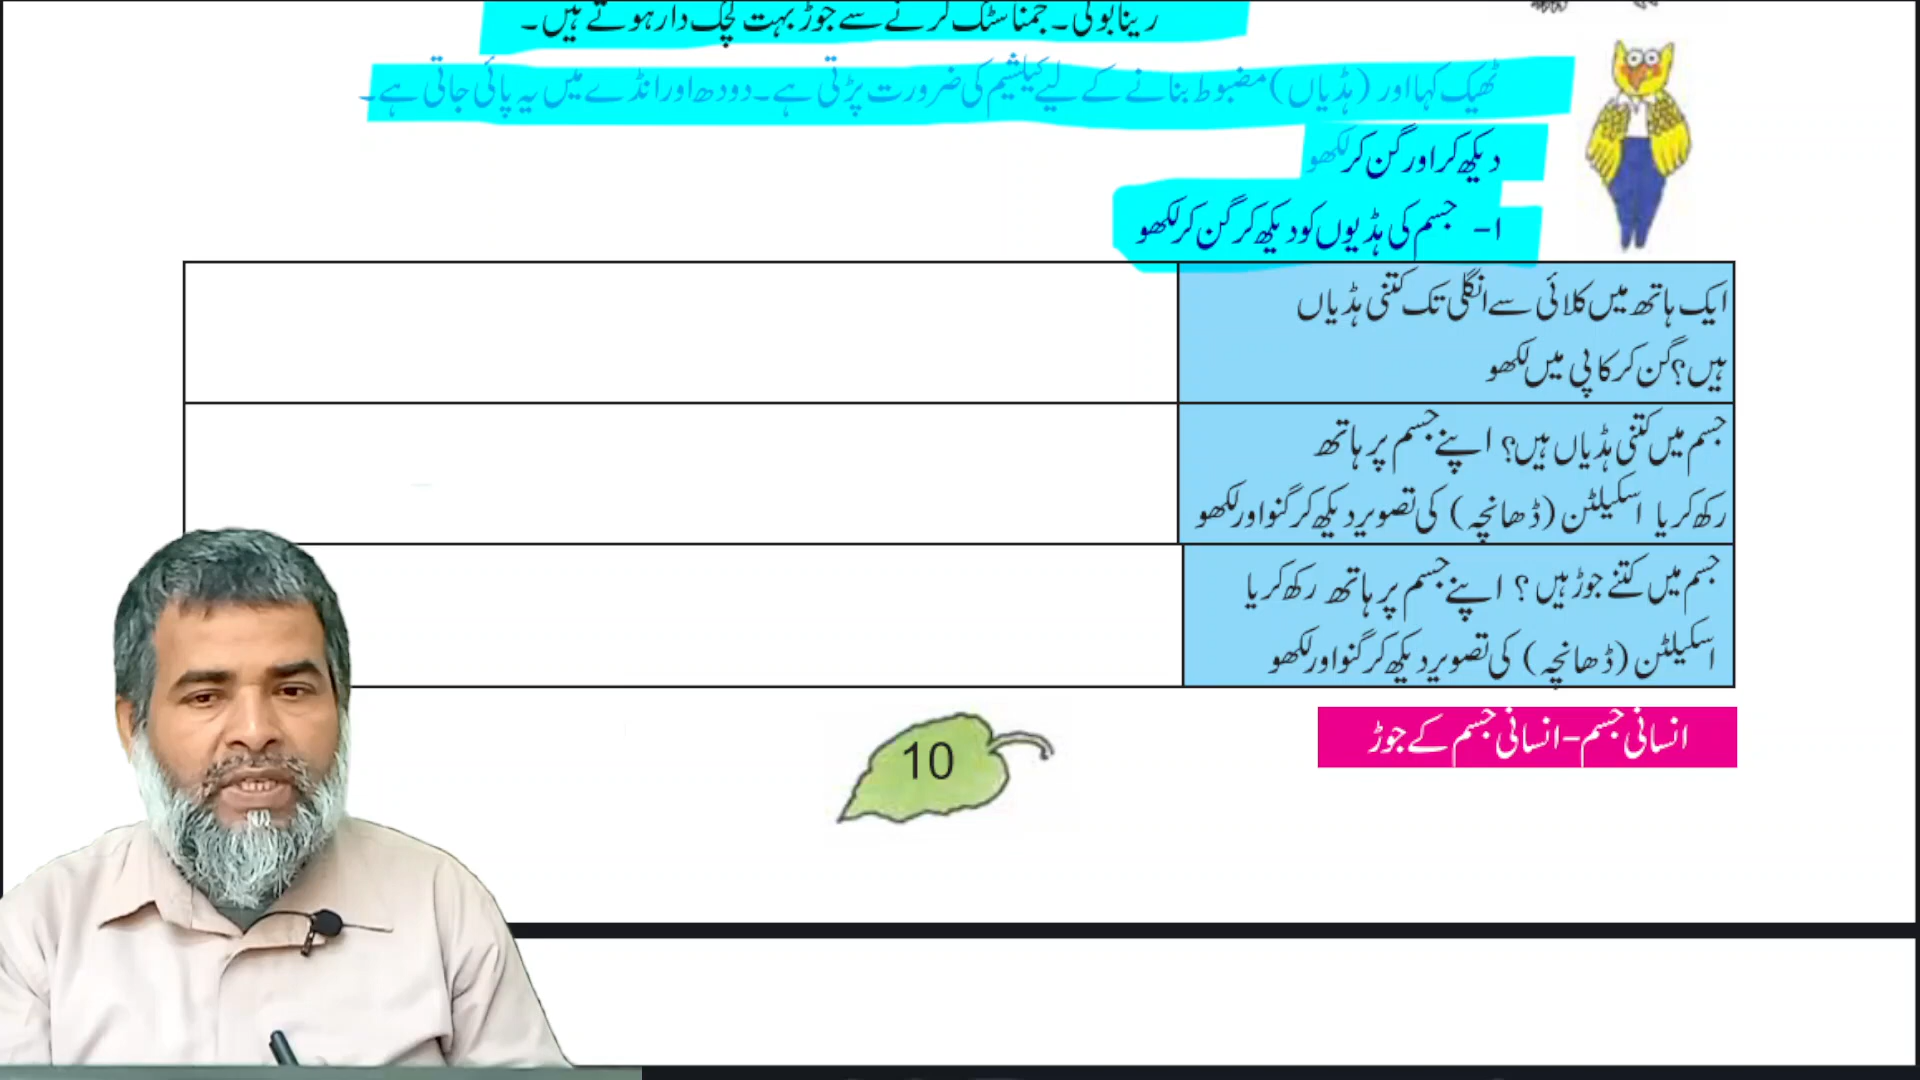 رینا بولی۔ جمناسٹک کرنے سے جوڑ بہت لچک دار ہوتے ہیں۔
ٹھیک کہا اور (ہڈیاں) مضبوط بنانے کے لیے کیلشیم کی ضرورت پڑتی ہے۔ دودھ اور انڈے میں یہ پائی جاتی ہے۔
دیکھ کر اور گن کر لکھو
۱- جسم کی ہڈیوں کو دیکھ کر گن کر لکھو
ایک ہاتھ میں کلائی سے انگلی تک کتنی ہڈیاں
ہیں؟ گن کر کاپی میں لکھو
جسم میں کتنی ہڈیاں ہیں؟ اپنے جسم پر ہاتھ
رکھ کر یا اسکیلٹن (ڈھانچہ) کی تصویر دیکھ کر گنو اور لکھو
جسم میں کتنے جوڑ ہیں ؟ اپنے جسم پر ہاتھ رکھ کر یا
اسکیلٹن (ڈھانچہ) کی تصویر دیکھ کر گنو اور لکھو
انسانی جسم-انسانی جسم کے جوڑ
10